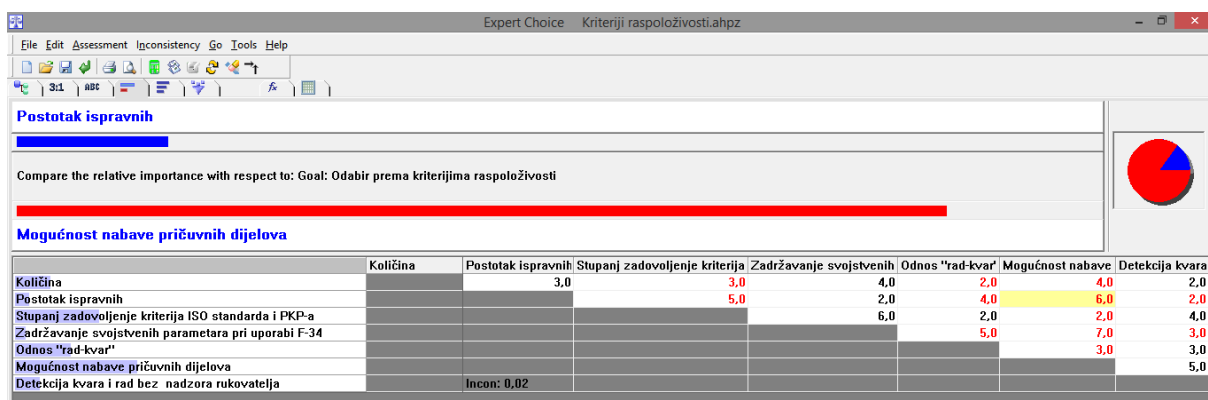 Expert Choice Kriteriji raspoloživosti.ahpz
File Edit Assessment Inconsistency Go Tools Help
3:1 ABC fx
Postotak ispravnih
Compare the relative importance with respect to: Goal: Odabir prema kriterijima raspoloživosti
Mogućnost nabave pričuvnih dijelova
Količina Postotak ispravnih Stupanj zadovoljenje kriterija Zadržavanje svojstvenih Odnos "rad-kvar' Mogućnost nabave Detekcija kvara
Količina 3,0 3,0 4,0 2,0 4,0 2,0
Postotak ispravnih 5,0 2,0 4,0 6,0 2,0
Stupanj zadovoljenje kriterija ISO standarda i PKP-a 6,0 2,0 2,0 4,0
Zadržavanje svojstvenih parametara pri uporabi F-34 5,0 7,0 3,0
Odnos "rad-kvar" 3,0 3,0
Mogućnost nabave pričuvnih dijelova 5,0
Detekcija kvara i rad bez nadzora rukovatelja Incon: 0,02